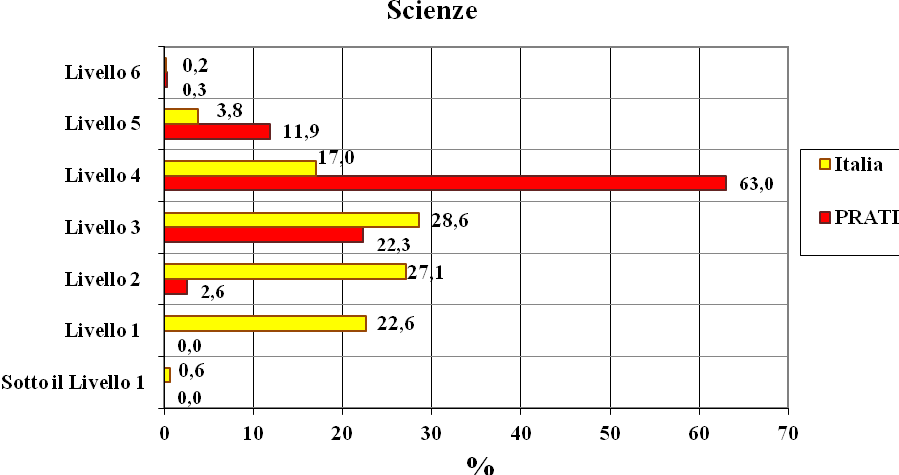 Scienze
Livello 6
0,2
0,3
Livello 5
3,8
11,9
Livello 4
17,0
63,0
Livello 3
28,6
22,3
Livello 2
27,1
2,6
Livello 1
22,6
0,0
Sotto il Livello 1
0,6
0,0
0 10 20 30 40 50 60 70
%
Italia
PRATI